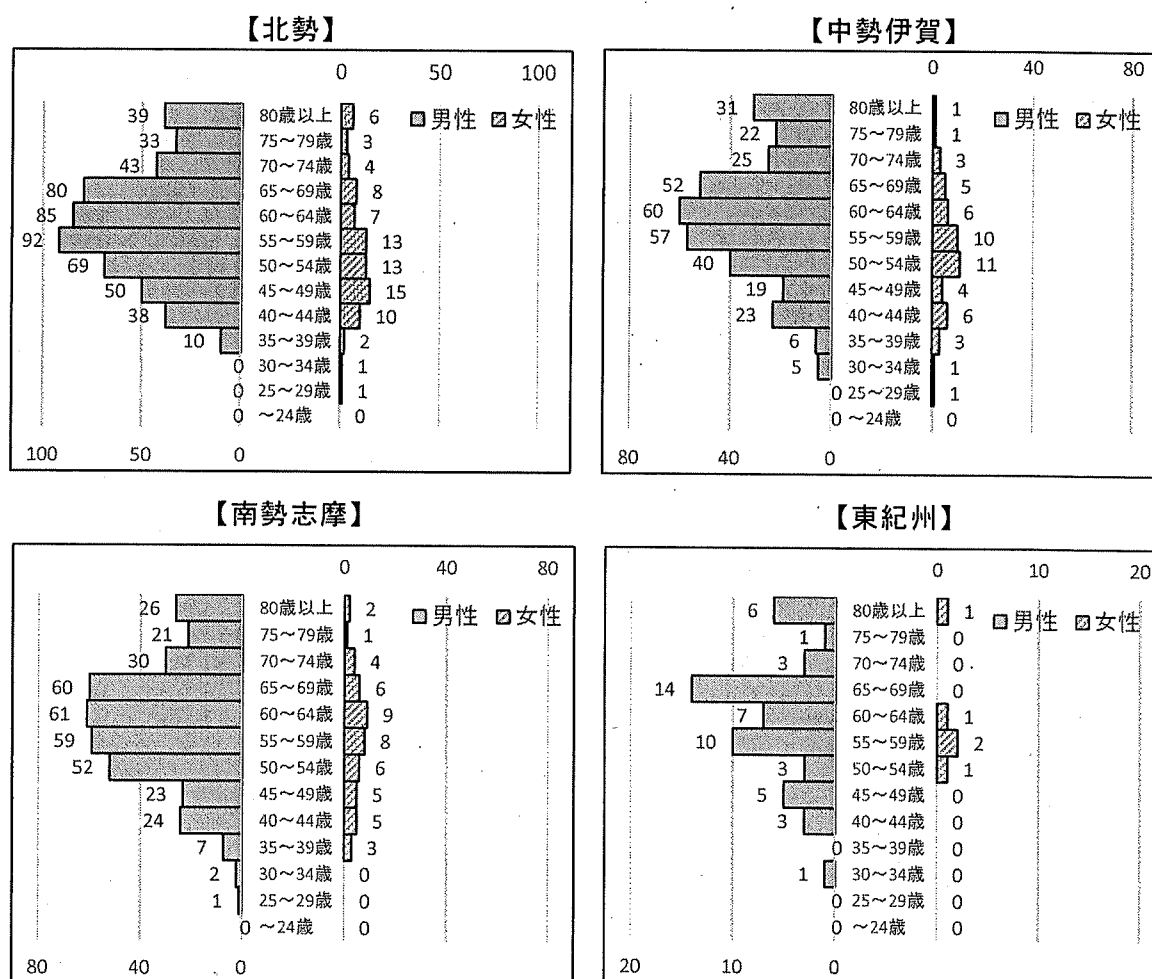 【北勢】
0 50 100
39 80歳以上 6 男性 女性
33 75～79歳 3
43 70～74歳 4
80 65～69歳 8
85 60～64歳 7
92 55～59歳 13
69 50～54歳 13
50 45～49歳 15
38 40～44歳 10
10 35～39歳 2
0 30～34歳 1
0 25～29歳 1
0 ～24歳 0
100 50 0
【中勢伊賀】
0 40 80
31 80歳以上 1 男性 女性
22 75～79歳 1
25 70～74歳 3
52 65～69歳 5
60 60～64歳 6
57 55～59歳 10
40 50～54歳 11
19 45～49歳 4
23 40～44歳 6
6 35～39歳 3
5 30～34歳 1
0 25～29歳 1
0 ～24歳 0
80 40 0
【南勢志摩】
0 40 80
26 80歳以上 2 男性 女性
21 75～79歳 1
30 70～74歳 4
60 65～69歳 6
61 60～64歳 9
59 55～59歳 8
52 50～54歳 6
23 45～49歳 5
24 40～44歳 5
7 35～39歳 3
2 30～34歳 0
1 25～29歳 0
0 ～24歳 0
80 40 0
【東紀州】
0 10 20
6 80歳以上 1 男性 女性
1 75～79歳 0
3 70～74歳 0
14 65～69歳 0
7 60～64歳 1
10 55～59歳 2
3 50～54歳 1
5 45～49歳 0
3 40～44歳 0
0 35～39歳 0
1 30～34歳 0
0 25～29歳 0
0 ～24歳 0
20 10 0